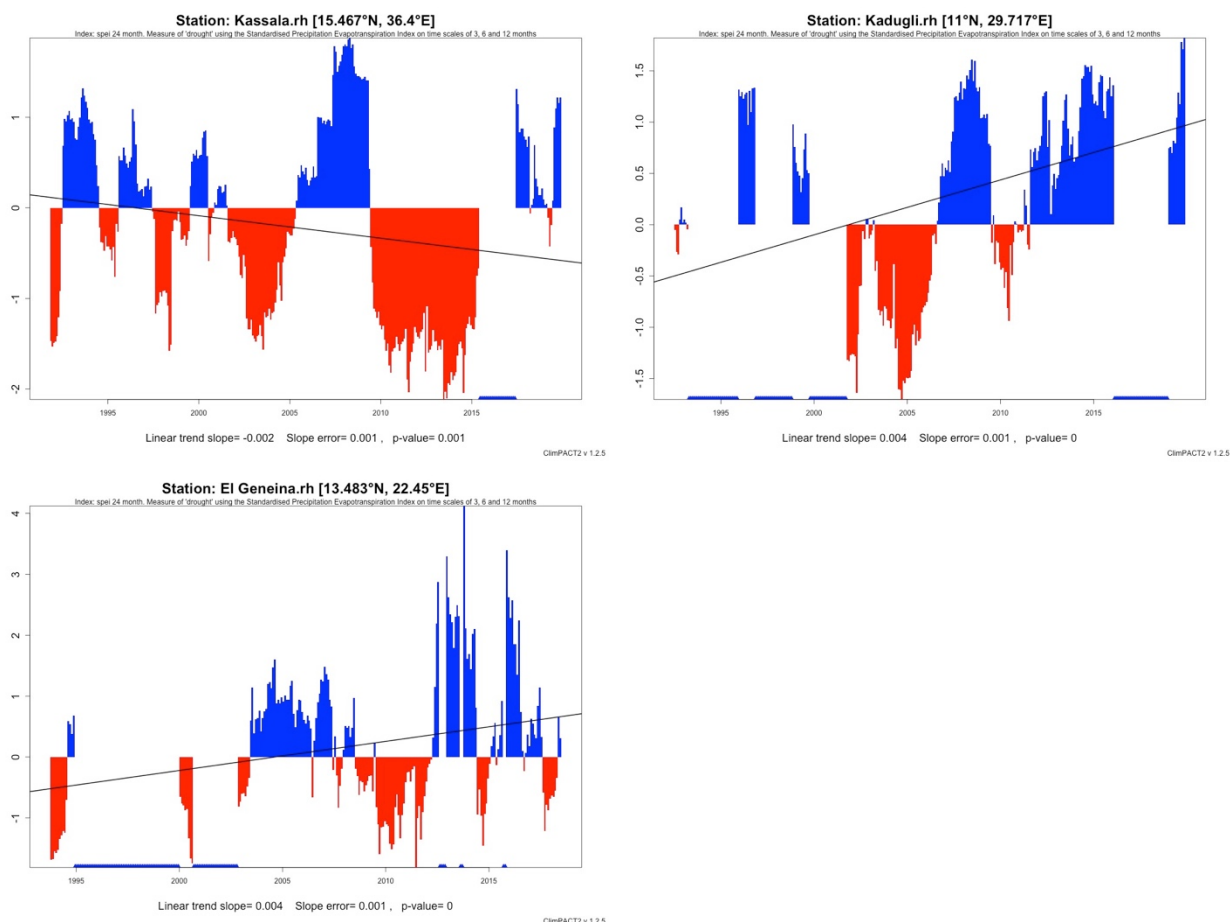 Station: Kassala.rh [15.467°N, 36.4°E]
Index: spei 24 month. Measure of 'drought' using the Standardised Precipitation Evapotranspiration Index on time scales of 3, 6 and 12 months
1
0
-1
-2
1995 2000 2005 2010 2015
Linear trend slope= -0.002 Slope error= 0.001 , p-value= 0.001
ClimPACT2 v 1.2.5
Station: Kadugli.rh [11°N, 29.717°E]
Index: spei 24 month. Measure of 'drought' using the Standardised Precipitation Evapotranspiration Index on time scales of 3, 6 and 12 months
1.5
1.0
0.5
0.0
-0.5
-1.0
-1.5
1995 2000 2005 2010 2015
Linear trend slope= 0.004 Slope error= 0.001 , p-value= 0
ClimPACT2 v 1.2.5
Station: El Geneina.rh [13.483°N, 22.45°E]
Index: spei 24 month. Measure of 'drought' using the Standardised Precipitation Evapotranspiration Index on time scales of 3, 6 and 12 months
4
3
2
1
0
-1
1995 2000 2005 2010 2015
Linear trend slope= 0.004 Slope error= 0.001 , p-value= 0
ClimPACT2 v 1.2.5